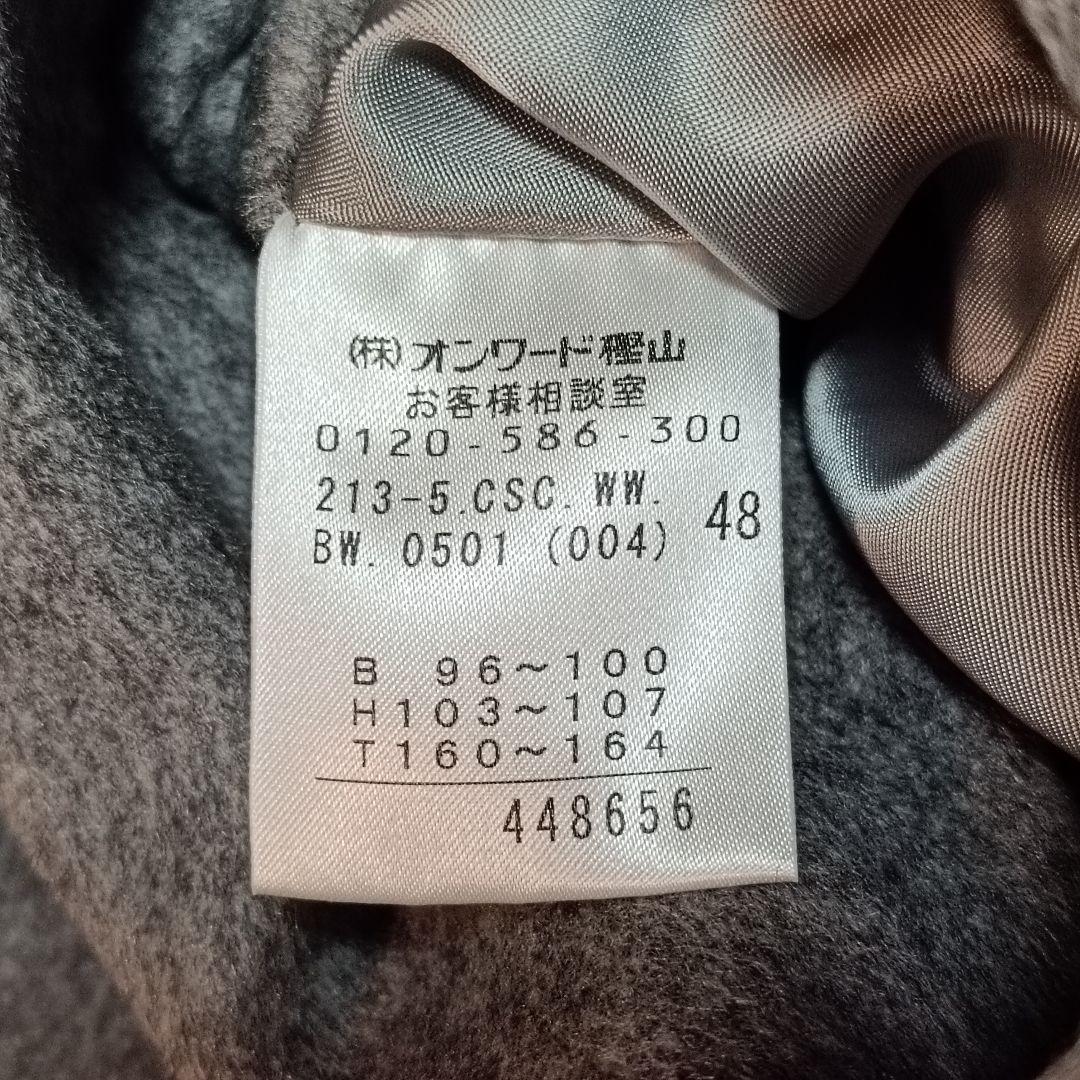 (株)オンワード樫山
お客様相談室
0120-586-300
213-5.CSC.WW.
BW. 0501 (004) 48
B 96~100
H103~107
T160~164
448656